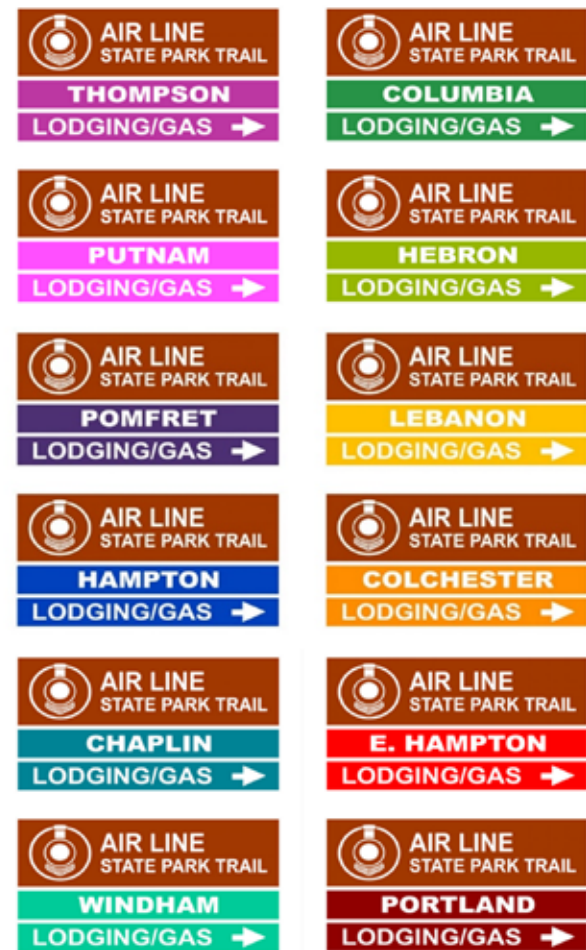 AIR LINE
STATE PARK TRAIL
THOMPSON
LODGING/GAS
AIR LINE
STATE PARK TRAIL
PUTNAM
LODGING/GAS
AIR LINE
STATE PARK TRAIL
POMFRET
LODGING/GAS
AIR LINE
STATE PARK TRAIL
HAMPTON
LODGING/GAS
AIR LINE
STATE PARK TRAIL
CHAPLIN
LODGING/GAS
AIR LINE
STATE PARK TRAIL
WINDHAM
LODGING/GAS
AIR LINE
STATE PARK TRAIL
COLUMBIA
LODGING/GAS
AIR LINE
STATE PARK TRAIL
HEBRON
LODGING/GAS
AIR LINE
STATE PARK TRAIL
LEBANON
LODGING/GAS
AIR LINE
STATE PARK TRAIL
COLCHESTER
LODGING/GAS
AIR LINE
STATE PARK TRAIL
E. HAMPTON
LODGING/GAS
AIR LINE
STATE PARK TRAIL
PORTLAND
LODGING/GAS